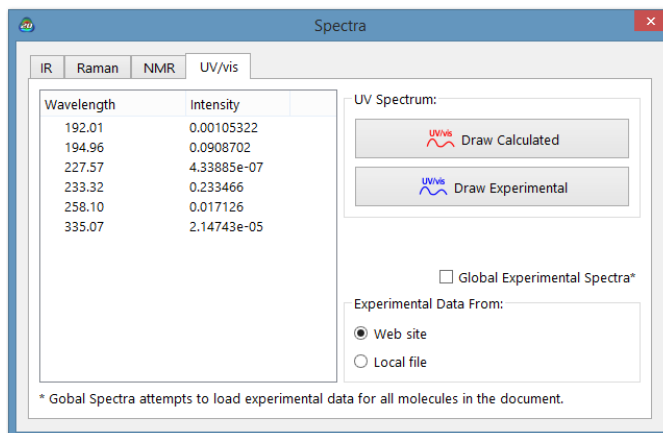 Spectra
IR Raman NMR UV/vis
Wavelength Intensity
192.01 0.00105322
194.96 0.0908702
227.57 4.33885e-07
233.32 0.233466
258.10 0.017126
335.07 2.14743e-05
UV Spectrum:
UV/vis Draw Calculated
UV/vis Draw Experimental
Global Experimental Spectra*
Experimental Data From:
Web site
Local file
* Global Spectra attempts to load experimental data for all molecules in the document.